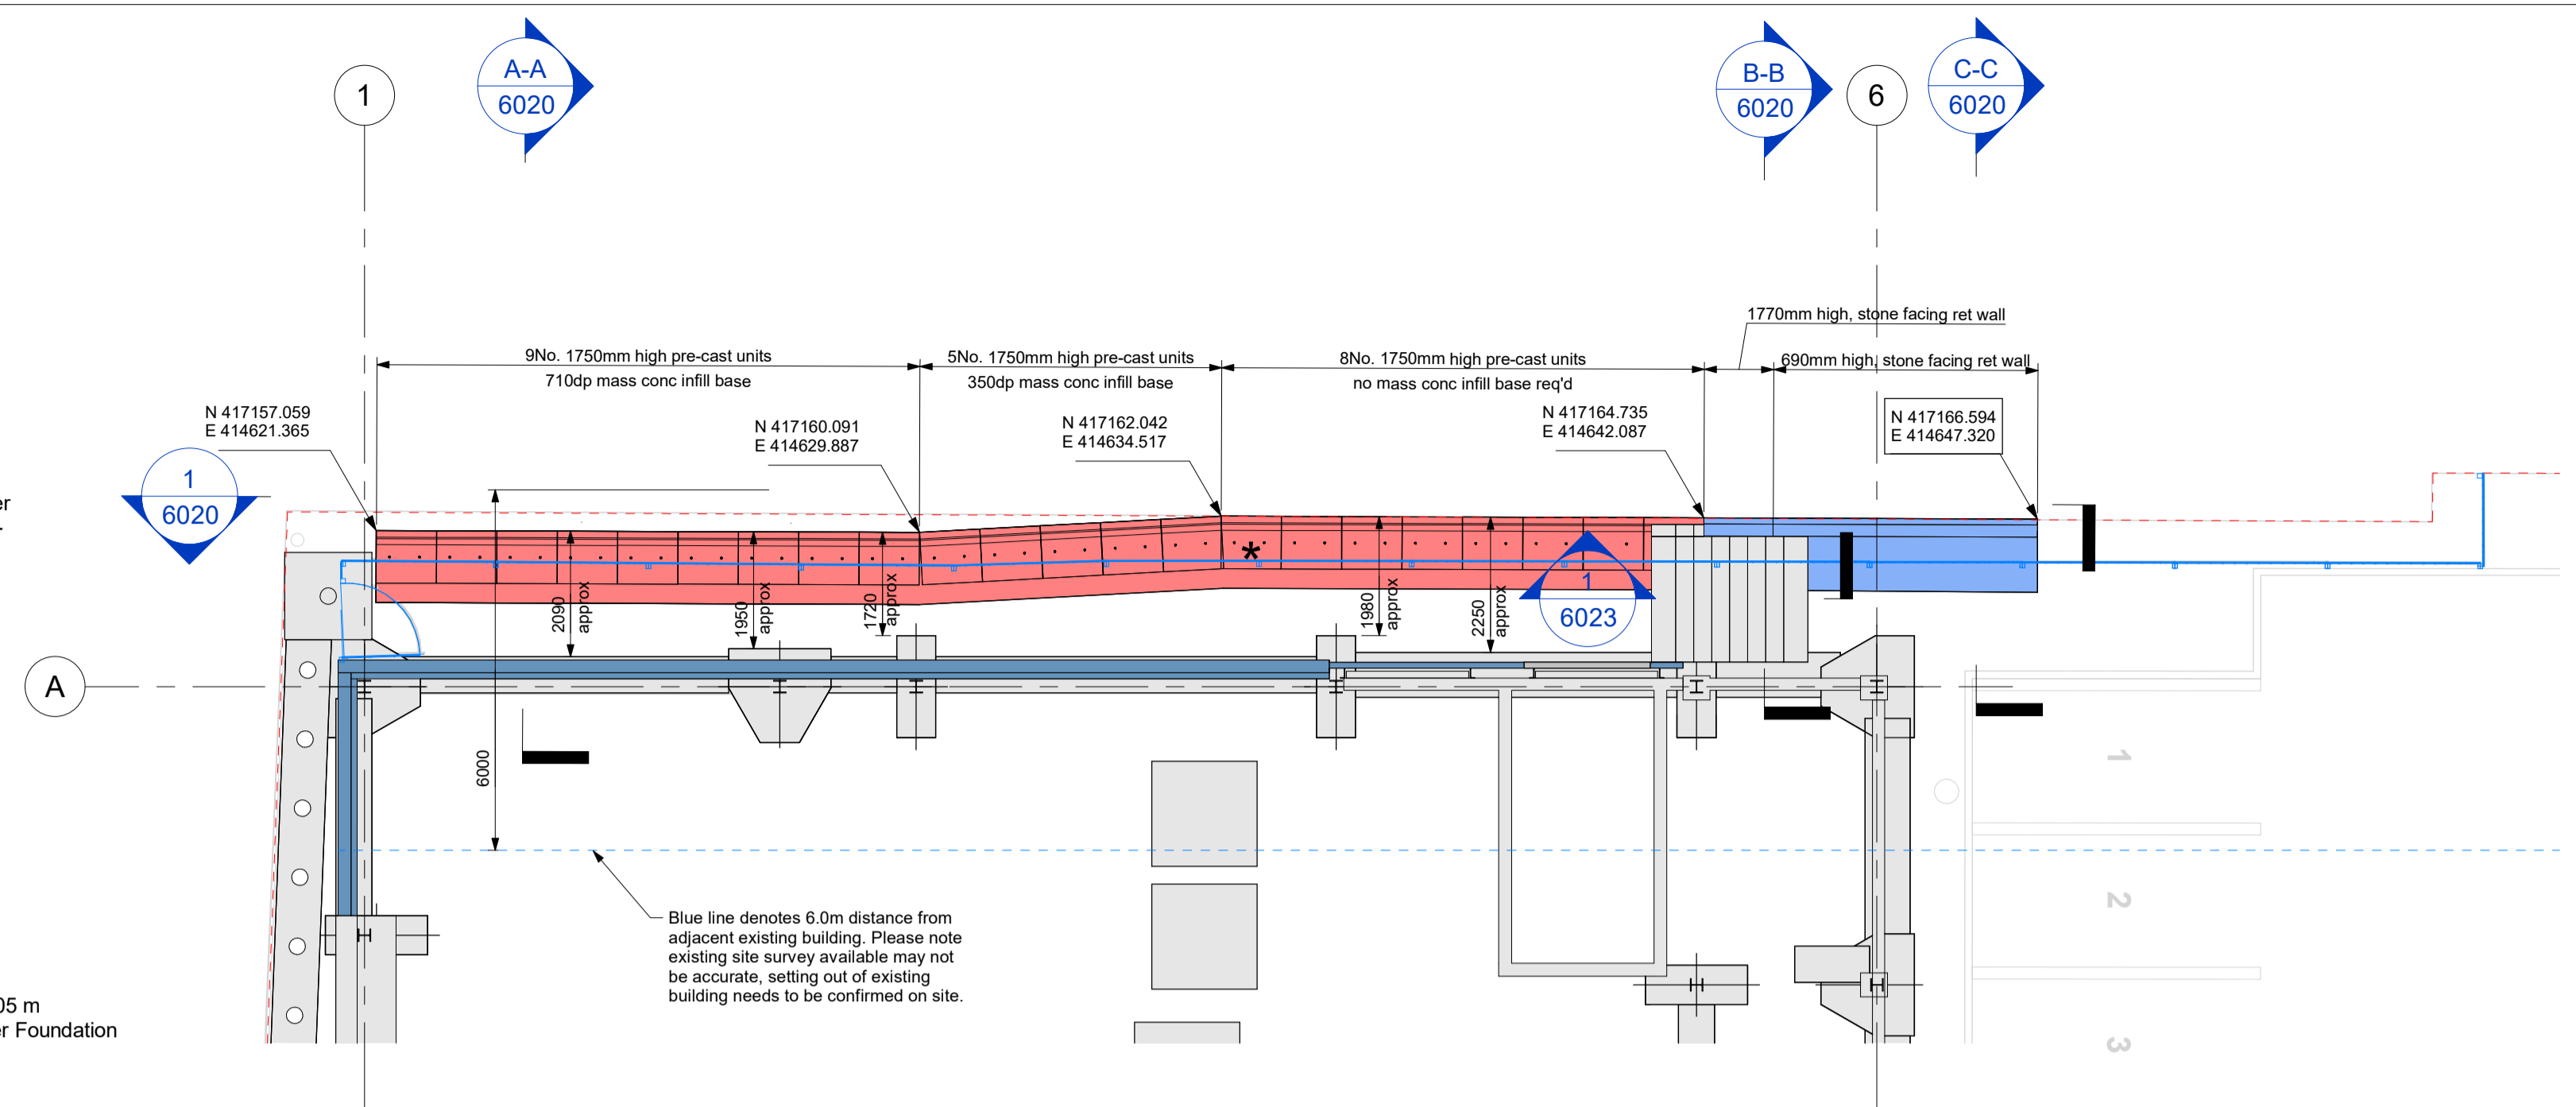 A-A
6020
B-B
6020
C-C
6020
1
6
1770mm high, stone facing ret wall
9No. 1750mm high pre-cast units
710dp mass conc infill base
5No. 1750mm high pre-cast units
350dp mass conc infill base
8No. 1750mm high pre-cast units
no mass conc infill base req'd
690mm high, stone facing ret wall
N 417157.059
E 414621.365
N 417160.091
E 414629.887
N 417162.042
E 414634.517
N 417164.735
E 414642.087
N 417166.594
E 414647.320
1
6020
*
2090
approx
1950
approx
1720
approx
1980
approx
2250
approx
1
6023
A
6000
1
2
3
Blue line denotes 6.0m distance from
adjacent existing building. Please note
existing site survey available may not
be accurate, setting out of existing
building needs to be confirmed on site.
05 m
er Foundation